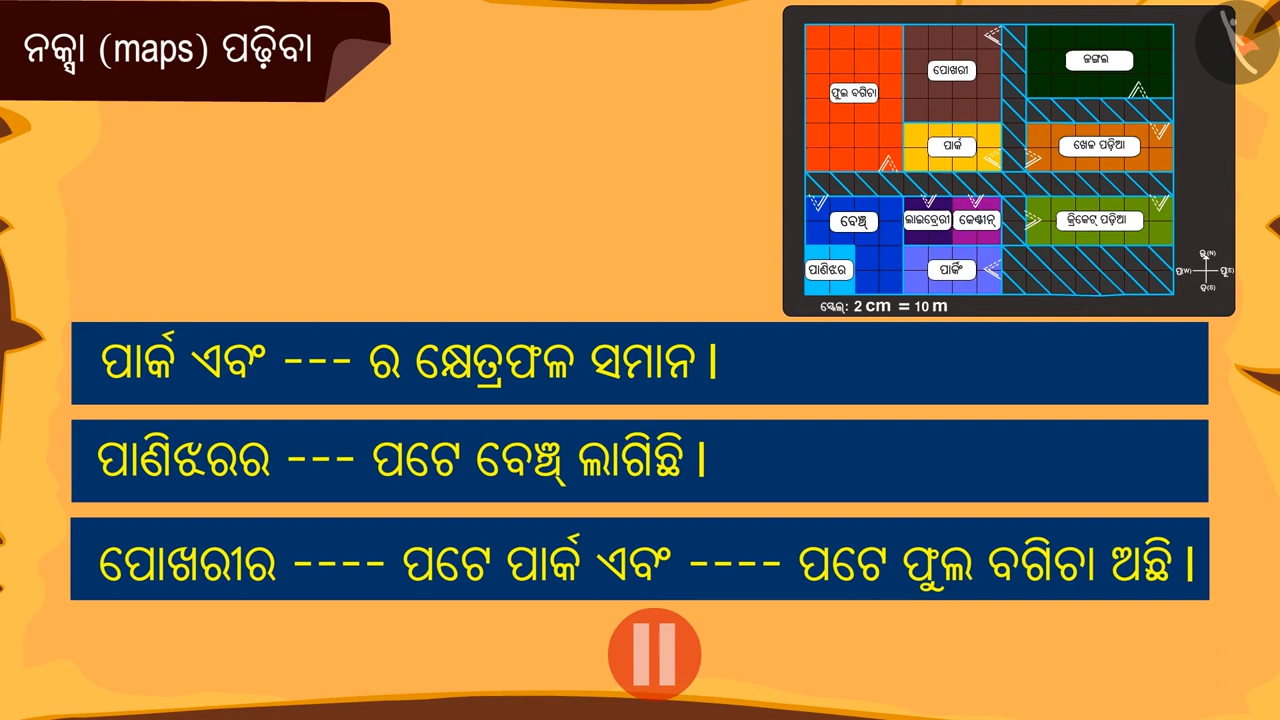 ନକ୍ସା (maps) ପଢ଼ିବା
ଫୁଲ ବଗିଚା
ପୋଖରୀ
ଜଙ୍ଗଲ
ପାର୍କ
ଖେଳ ପଡ଼ିଆ
ବେଞ୍ଚ୍
ଲାଇବ୍ରେରୀ
କେଣ୍ଟୀନ୍
କ୍ରିକେଟ୍ ପଡ଼ିଆ
ପାଣିଝର
ପାର୍କିଂ
ଉ(N)
ପ(W)
ପୂ(E)
ଦ(S)
ସ୍କେଲ୍: 2 cm = 10 m
ପାର୍କ ଏବଂ --- ର କ୍ଷେତ୍ରଫଳ ସମାନ।
ପାଣିଝରର --- ପଟେ ବେଞ୍ଚ୍ ଲାଗିଛି।
ପୋଖରୀର ---- ପଟେ ପାର୍କ ଏବଂ ---- ପଟେ ଫୁଲ ବଗିଚା ଅଛି।